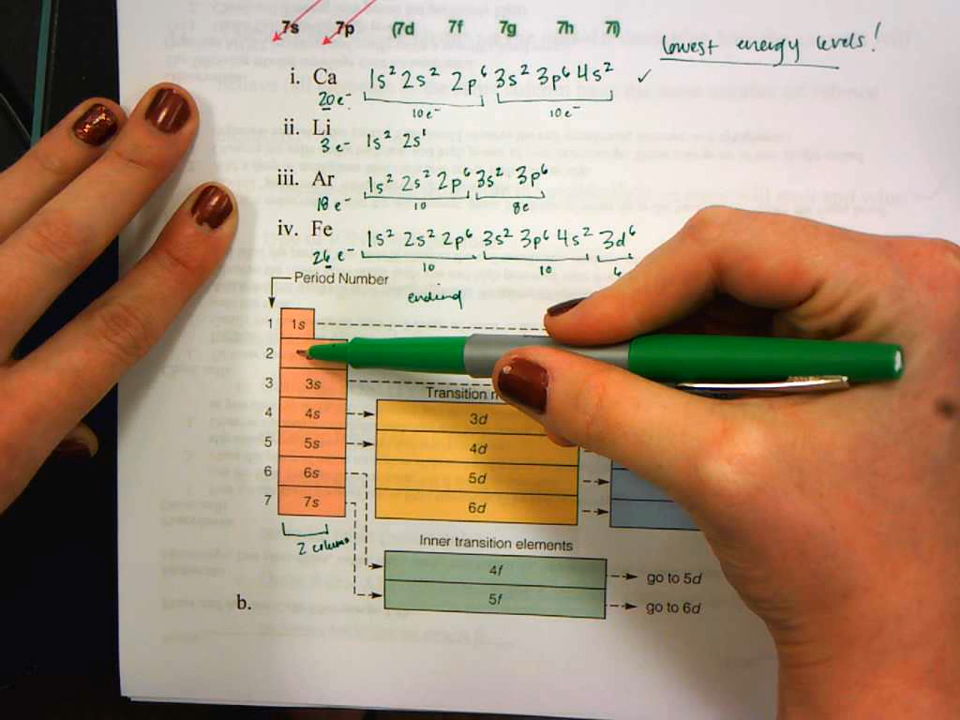 7s 7p (7d 7f 7g 7h 7i)
lowest energy levels!
i. Ca 1s² 2s² 2p⁶ 3s² 3p⁶ 4s² ✓
20e⁻ 10e⁻ 10e⁻
ii. Li 1s² 2s¹
3e⁻
iii. Ar 1s² 2s² 2p⁶ 3s² 3p⁶
18e⁻ 10 8e
iv. Fe 1s² 2s² 2p⁶ 3s² 3p⁶ 4s² 3d⁶
26e⁻ 10 10 6
Period Number
ending
1 1s
2
3 3s
Transition
4 4s 3d
5 5s 4d
6 6s 5d
7 7s 6d
2 columns
Inner transition elements
4f go to 5d
5f go to 6d
b.